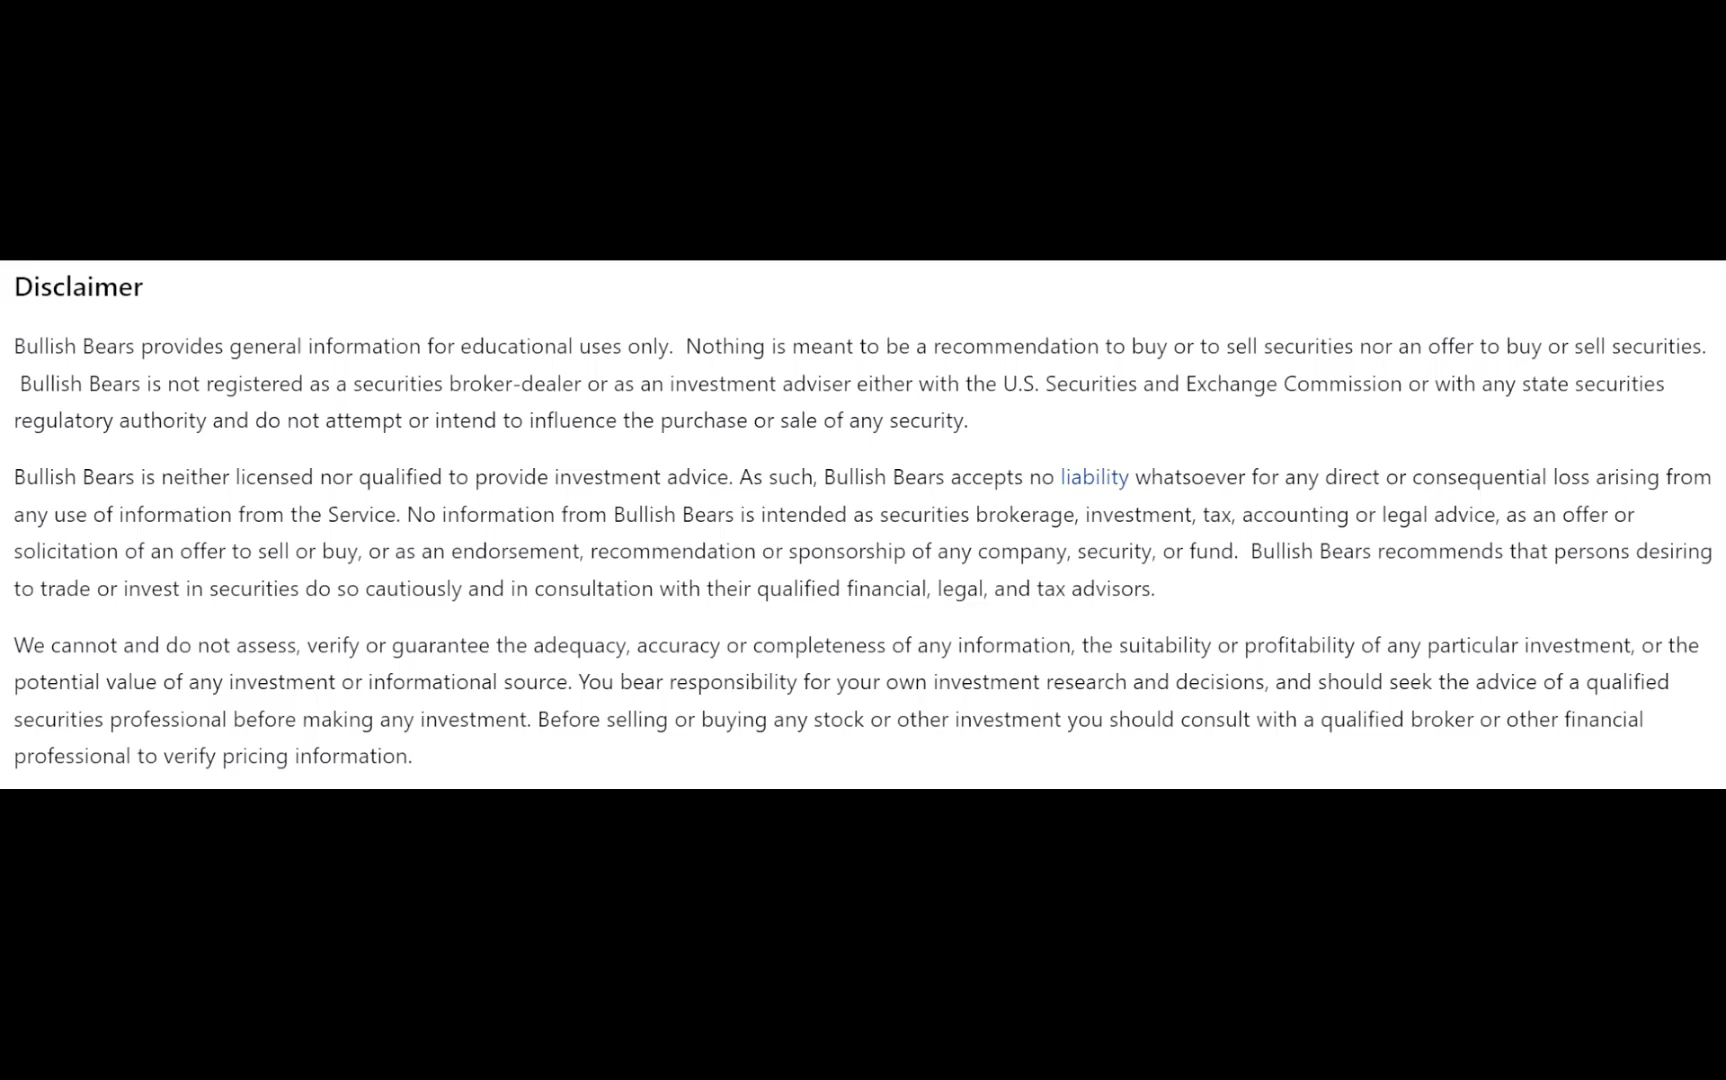 Disclaimer
Bullish Bears provides general information for educational uses only.  Nothing is meant to be a recommendation to buy or to sell securities nor an offer to buy or sell securities.
Bullish Bears is not registered as a securities broker-dealer or as an investment adviser either with the U.S. Securities and Exchange Commission or with any state securities
regulatory authority and do not attempt or intend to influence the purchase or sale of any security.
Bullish Bears is neither licensed nor qualified to provide investment advice. As such, Bullish Bears accepts no liability whatsoever for any direct or consequential loss arising from
any use of information from the Service. No information from Bullish Bears is intended as securities brokerage, investment, tax, accounting or legal advice, as an offer or
solicitation of an offer to sell or buy, or as an endorsement, recommendation or sponsorship of any company, security, or fund.  Bullish Bears recommends that persons desiring
to trade or invest in securities do so cautiously and in consultation with their qualified financial, legal, and tax advisors.
We cannot and do not assess, verify or guarantee the adequacy, accuracy or completeness of any information, the suitability or profitability of any particular investment, or the
potential value of any investment or informational source. You bear responsibility for your own investment research and decisions, and should seek the advice of a qualified
securities professional before making any investment. Before selling or buying any stock or other investment you should consult with a qualified broker or other financial
professional to verify pricing information.